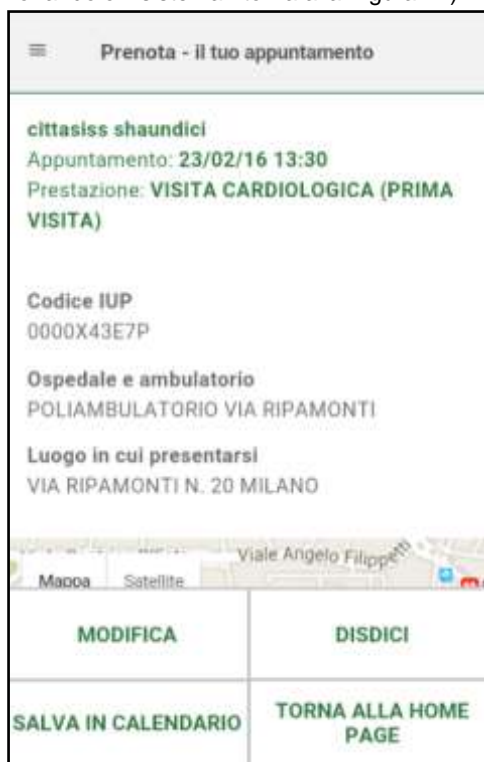 Prenota - il tuo appuntamento
cittasiss shaundici
Appuntamento: 23/02/16 13:30
Prestazione: VISITA CARDIOLOGICA (PRIMA
VISITA)
Codice IUP
0000X43E7P
Ospedale e ambulatorio
POLIAMBULATORIO VIA RIPAMONTI
Luogo in cui presentarsi
VIA RIPAMONTI N. 20 MILANO
Viale Angelo Filippetti
Mappa Satellite
MODIFICA DISDICI
SALVA IN CALENDARIO TORNA ALLA HOME
PAGE